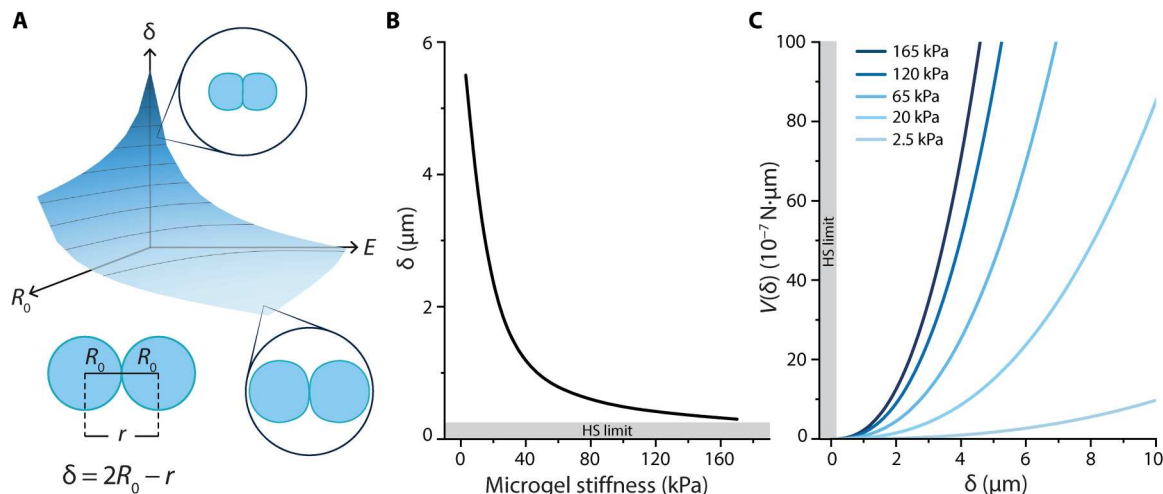 A
δ
E
R₀
R₀ R₀
r
δ = 2R₀ – r
B
δ (μm)
6
4
2
0
HS limit
0 40 80 120 160
Microgel stiffness (kPa)
C
V(δ) (10⁻⁷ N·μm)
100
80
60
40
20
0
HS limit
165 kPa
120 kPa
65 kPa
20 kPa
2.5 kPa
0 2 4 6 8 10
δ (μm)